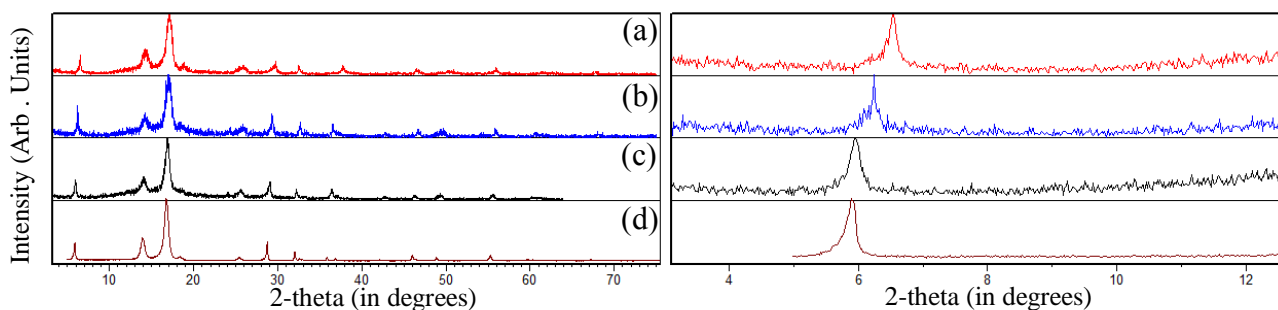 Intensity (Arb . Units)
(a)
(b)
(c)
(d)
10 20 30 40 50 60 70
2-theta (in degrees)
4 6 8 10 12
2-theta (in degrees)